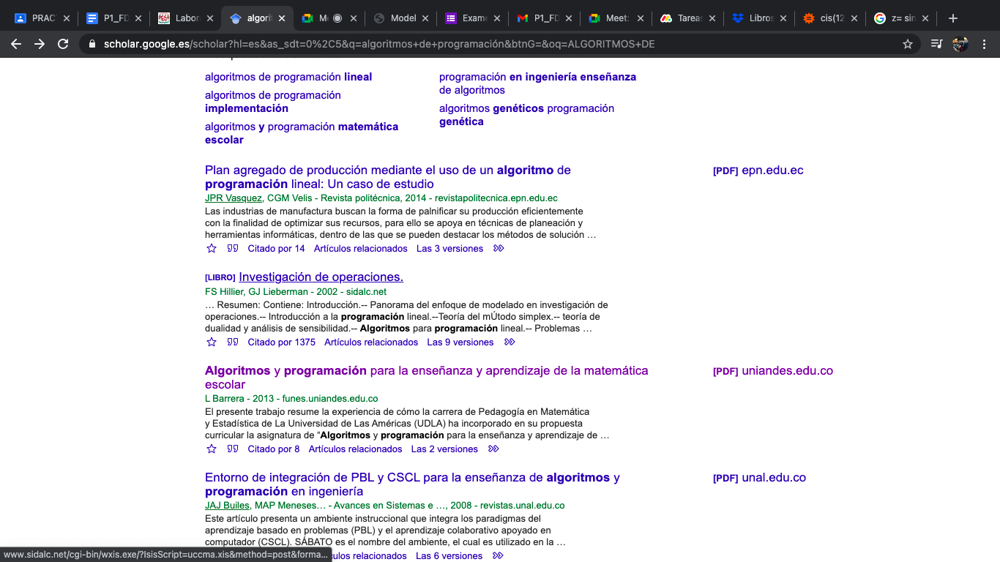 PRAC
P1_FD
Labor
algorit
Me
Model
Exame
P1_FD
Meet:
Tareas
Libros
cis(12
z= sin
scholar.google.es/scholar?hl=es&as_sdt=0%2C5&q=algoritmos+de+programación&btnG=&oq=ALGORITMOS+DE
algoritmos de programación lineal
algoritmos de programación
implementación
algoritmos y programación matemática
escolar
programación en ingeniería enseñanza
de algoritmos
algoritmos genéticos programación
genética
Plan agregado de producción mediante el uso de un algoritmo de
programación lineal: Un caso de estudio
[PDF] epn.edu.ec
JPR Vasquez, CGM Velis - Revista politécnica, 2014 - revistapolitecnica.epn.edu.ec
Las industrias de manufactura buscan la forma de palnificar su producción eficientemente
con la finalidad de optimizar sus recursos, para ello se apoya en técnicas de planeación y
herramientas informáticas, dentro de las que se pueden destacar los métodos de solución …
Citado por 14 Artículos relacionados Las 3 versiones
[LIBRO] Investigación de operaciones.
FS Hillier, GJ Lieberman - 2002 - sidalc.net
… Resumen: Contiene: Introducción.-- Panorama del enfoque de modelado en investigación de
operaciones.-- Introducción a la programación lineal.--Teoría del mÚtodo simplex.-- teoría de
dualidad y análisis de sensibilidad.-- Algoritmos para programación lineal.-- Problemas …
Citado por 1375 Artículos relacionados Las 9 versiones
Algoritmos y programación para la enseñanza y aprendizaje de la matemática
escolar
[PDF] uniandes.edu.co
L Barrera - 2013 - funes.uniandes.edu.co
El presente trabajo resume la experiencia de cómo la carrera de Pedagogía en Matemática
y Estadística de La Universidad de Las Américas (UDLA) ha incorporado en su propuesta
curricular la asignatura de “Algoritmos y programación para la enseñanza y aprendizaje de …
Citado por 8 Artículos relacionados Las 2 versiones
Entorno de integración de PBL y CSCL para la enseñanza de algoritmos y
programación en ingeniería
[PDF] unal.edu.co
JAJ Builes, MAP Meneses… - Avances en Sistemas e …, 2008 - revistas.unal.edu.co
Este artículo presenta un ambiente instruccional que integra los paradigmas del
aprendizaje basado en problemas (PBL) y el aprendizaje colaborativo apoyado en
computador (CSCL). SÁBATO es el nombre del ambiente, el cual es utilizado en la …
culos relacionados Las 6 versiones
www.sidalc.net/cgi-bin/wxis.exe/?IsisScript=uccma.xis&method=post&forma...